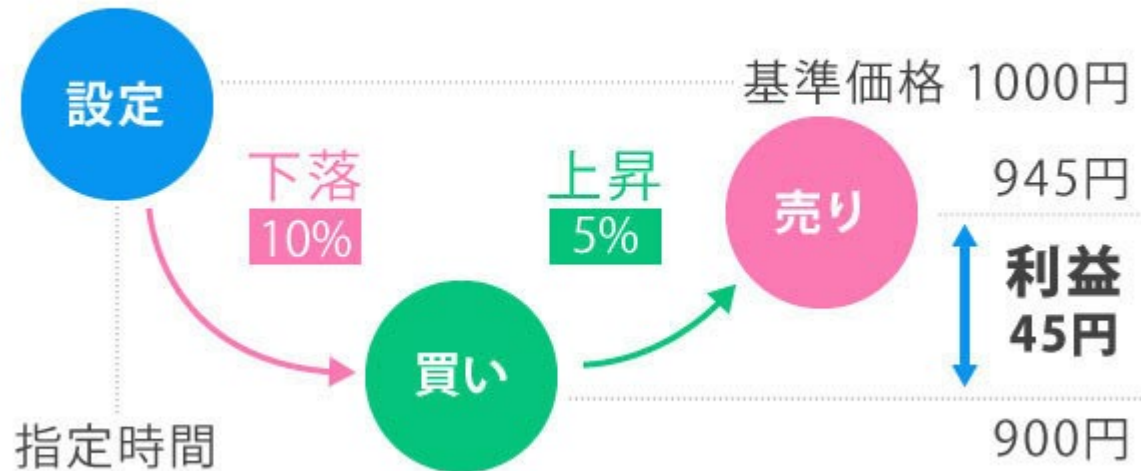 設定
基準価格 1000円
下落
10%
上昇
5%
売り
945円
利益
45円
買い
900円
指定時間